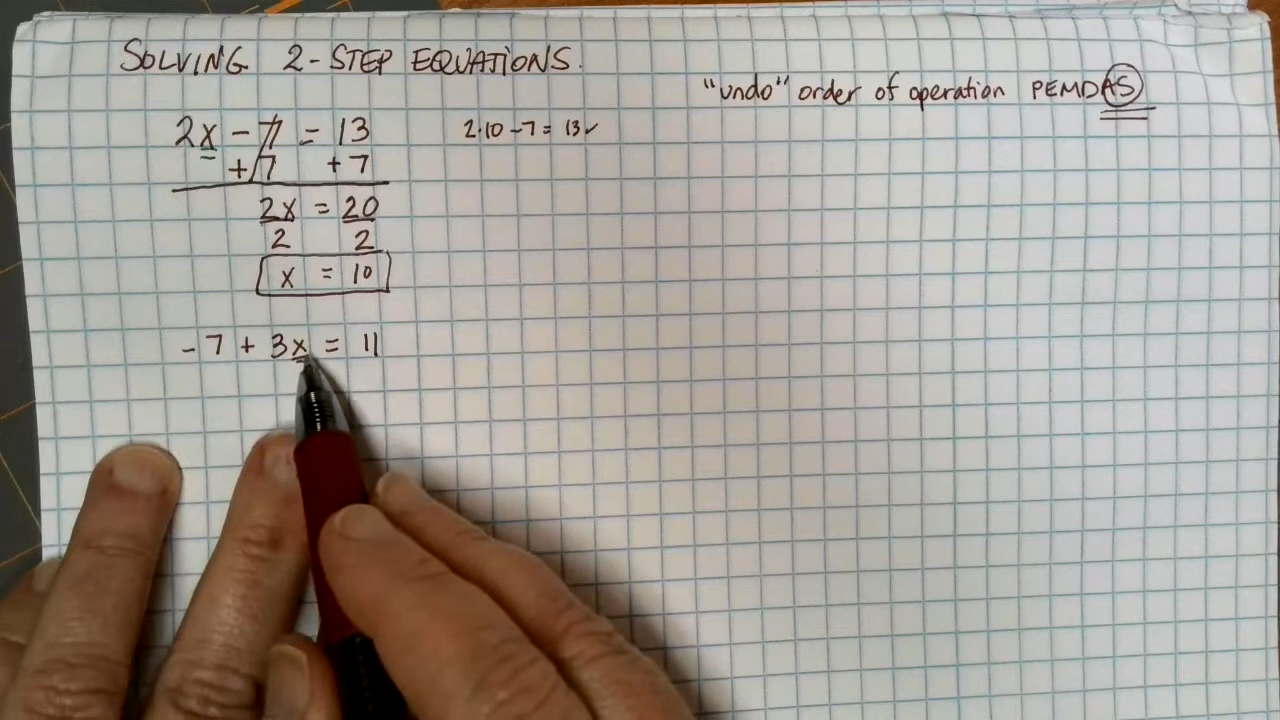 SOLVING 2-STEP EQUATIONS.
"undo" order of operation PEMDAS
2x - 7 = 13
2·10 - 7 = 13✓
+7 +7
2x = 20
2 2
x = 10
-7 + 3x = 11